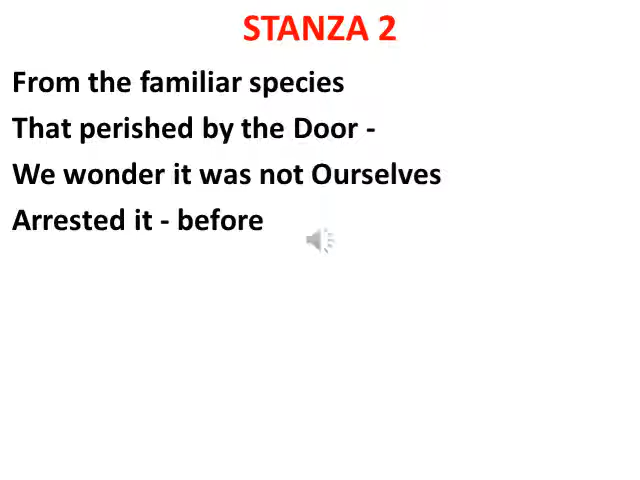 STANZA 2
From the familiar species
That perished by the Door -
We wonder it was not Ourselves
Arrested it - before